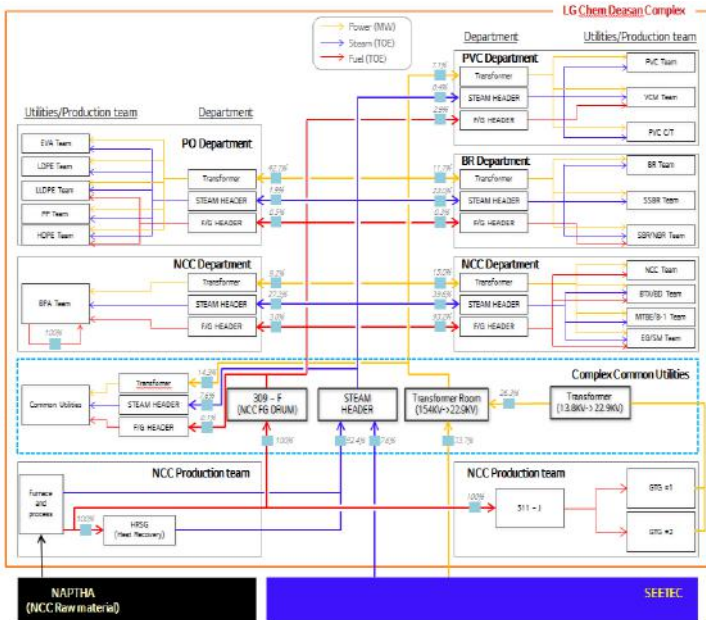 LG Chem Deasan Complex
Power (MW)
Steam (TOE)
Fuel (TOE)
Department
Utilities/Production team
PVC Department
Transformer
STEAM HEADER
F/G HEADER
PVC Team
VCM Team
PVC C/T
Utilities/Production team
Department
PO Department
EVA Team
LDPE Team
LLDPE Team
PP Team
HDPE Team
Transformer
STEAM HEADER
F/G HEADER
BR Department
Transformer
STEAM HEADER
F/G HEADER
BR Team
SSBR Team
SBR/NBR Team
NCC Department
BPA Team
100%
Transformer
STEAM HEADER
F/G HEADER
NCC Department
Transformer
STEAM HEADER
F/G HEADER
NCC Team
BTX/BD Team
MTBE/B-1 Team
EG/SM Team
Complex Common Utilities
Common Utilities
Transformer
STEAM HEADER
F/G HEADER
309 - F
(NCC FG DRUM)
STEAM
HEADER
Transformer Room
(154KV->22.9KV)
26.3%
Transformer
(13.8KV-> 22.9KV)
100%
73.7%
NCC Production team
Furnace
and
process
100%
HRSG
(Heat Recovery)
NCC Production team
100%
511 - J
GTG #1
GTG #2
NAPTHA
(NCC Raw material)
SEETEC